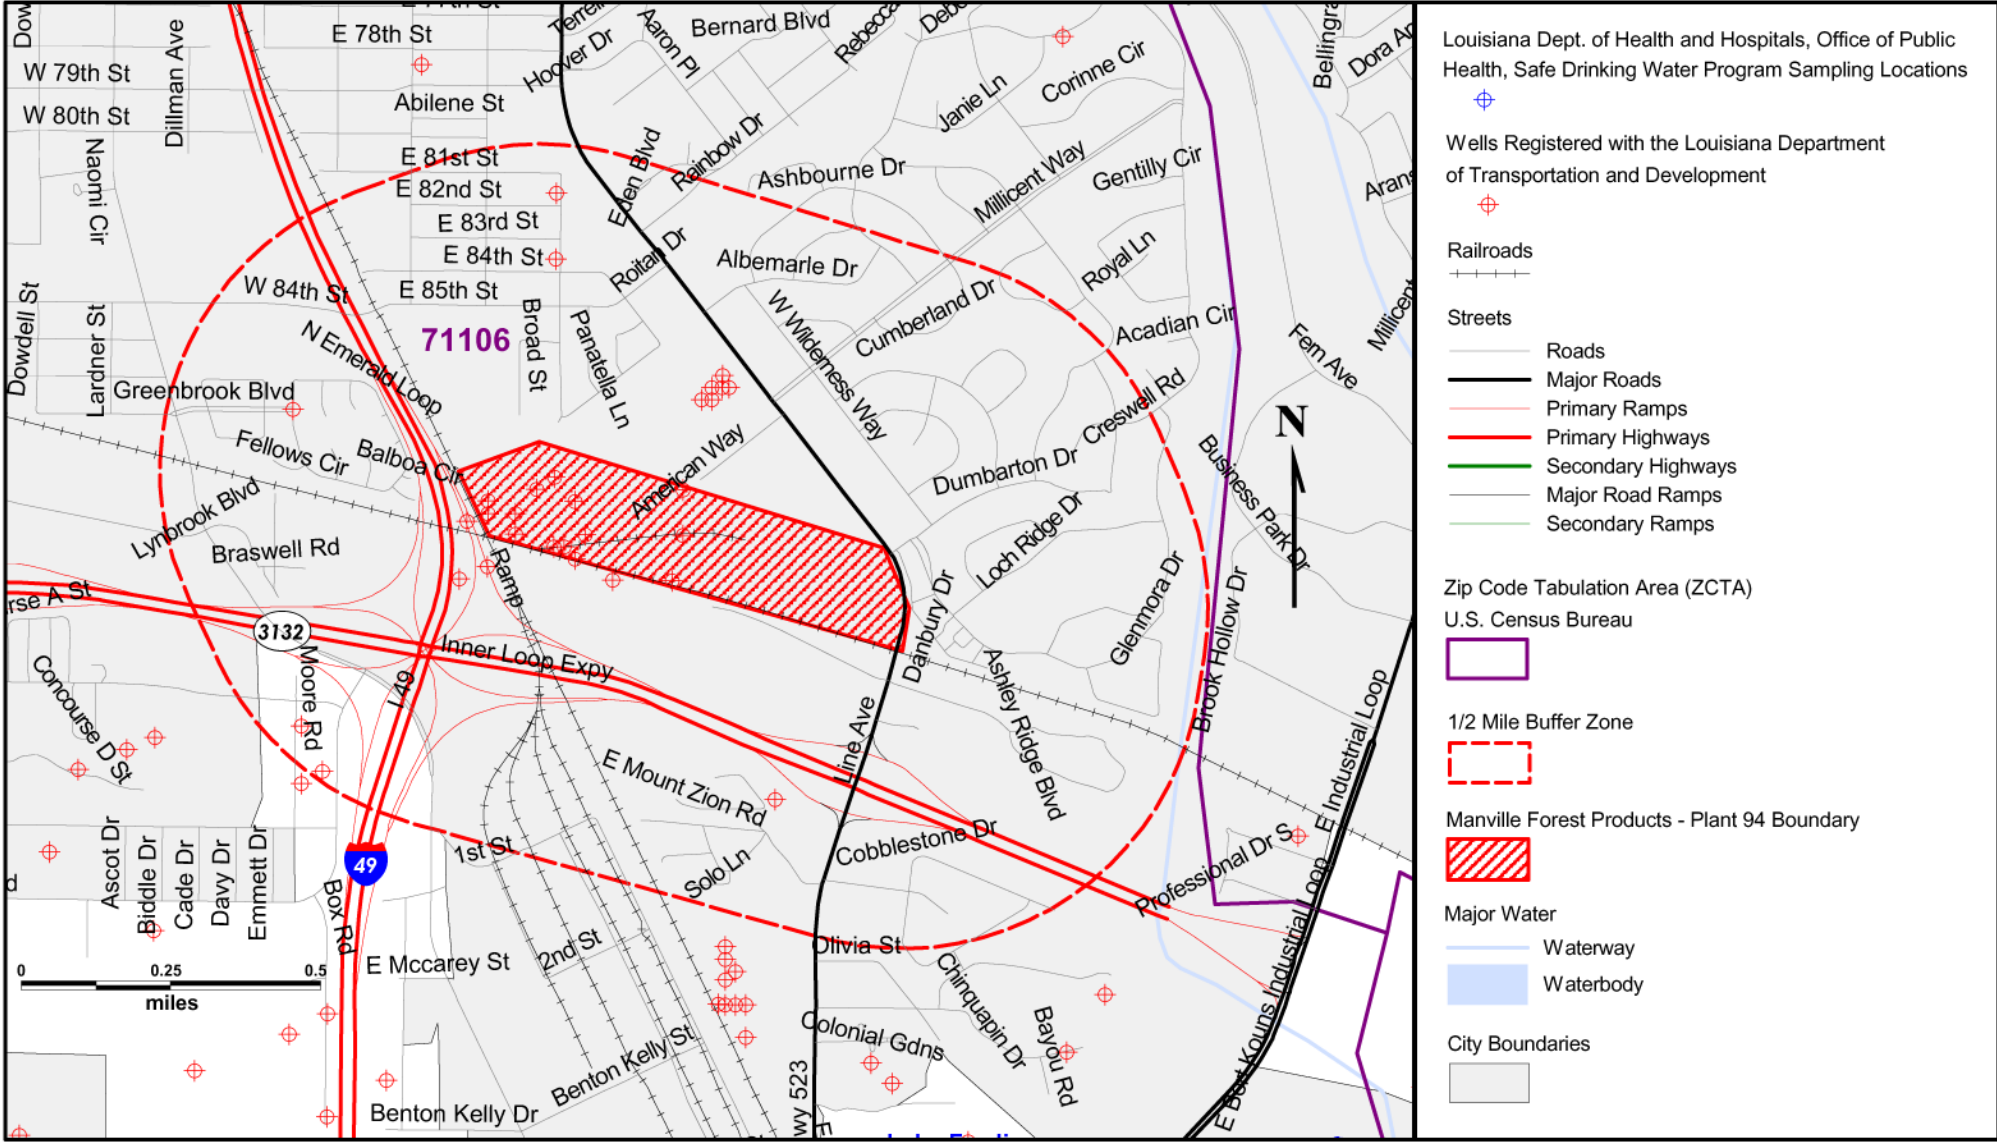 E 77th St
E 78th St
W 79th St
W 80th St
Dillman Ave
Naomi Cir
Abilene St
E 81st St
E 82nd St
E 83rd St
E 84th St
E 85th St
W 84th St
Hoover Dr
Aaron Pl
Bernard Blvd
Rebecca
Janie Ln
Corinne Cir
Eden Blvd
Rainbow Dr
Ashbourne Dr
Millicent Way
Gentilly Cir
Roitan Dr
Albemarle Dr
Royal Ln
Dowdell St
Lardner St
N Emerald Loop
71106
Broad St
Panatella Ln
W Wilderness Way
Cumberland Dr
Acadian Cir
Fern Ave
Millicent
Greenbrook Blvd
Fellows Cir
Balboa Cir
American Way
Creswell Rd
Dumbarton Dr
N
Business Park Dr
Lynbrook Blvd
Braswell Rd
Ramp
Loch Ridge Dr
Glenmora Dr
Brook Hollow Dr
Danbury Dr
rse A St
3132
Inner Loop Expy
Moore Rd
I 49
Concourse D St
Ashley Ridge Blvd
Line Ave
E Mount Zion Rd
E Industrial Loop
Cobblestone Dr
Professional Dr S
1st St
Solo Ln
49
Ascot Dr
Biddle Dr
Cade Dr
Davy Dr
Emmett Dr
d
Box Rd
E Mccarey St
2nd St
Olivia St
Chinquapin Dr
Bayou Rd
Colonial Gdns
Benton Kelly St
Benton Kelly Dr
wy 523
E Bert Kouns Industrial Loop
0 0.25 0.5
miles
Louisiana Dept. of Health and Hospitals, Office of Public
Health, Safe Drinking Water Program Sampling Locations
Wells Registered with the Louisiana Department
of Transportation and Development
Railroads
Streets
Roads
Major Roads
Primary Ramps
Primary Highways
Secondary Highways
Major Road Ramps
Secondary Ramps
Zip Code Tabulation Area (ZCTA)
U.S. Census Bureau
1/2 Mile Buffer Zone
Manville Forest Products - Plant 94 Boundary
Major Water
Waterway
Waterbody
City Boundaries